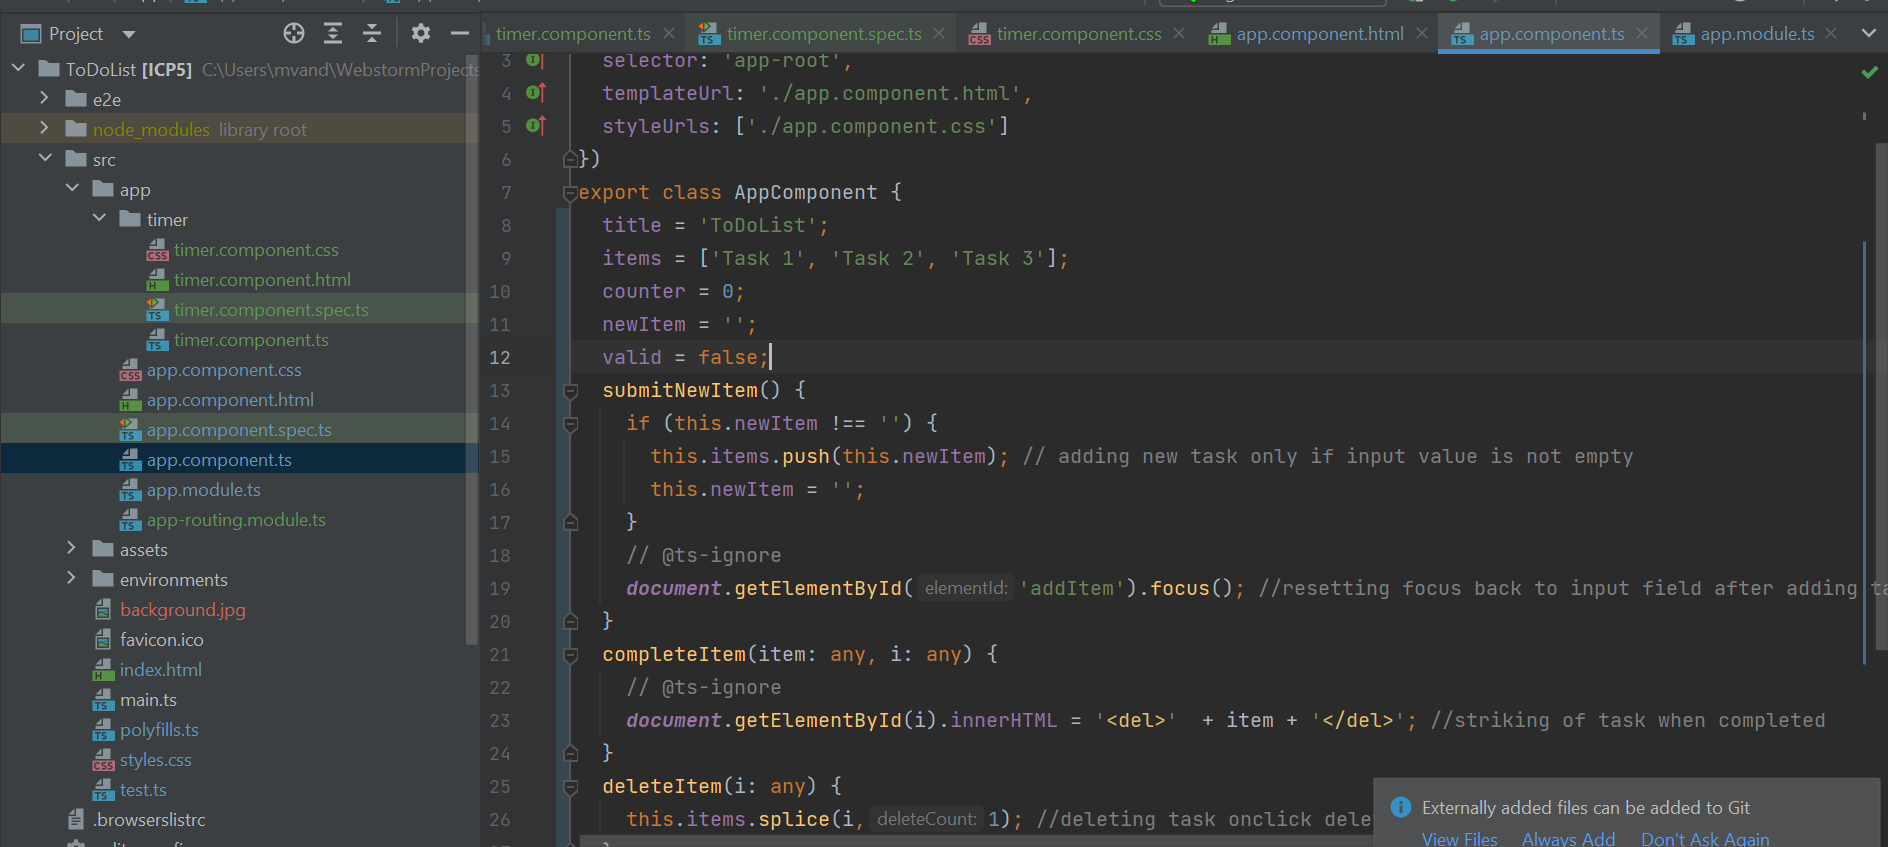 Project
ToDoList [ICP5] C:\Users\mvand\WebstormProjects
e2e
node_modules library root
src
app
timer
timer.component.css
timer.component.html
timer.component.spec.ts
timer.component.ts
app.component.css
app.component.html
app.component.spec.ts
app.component.ts
app.module.ts
app-routing.module.ts
assets
environments
background.jpg
favicon.ico
index.html
main.ts
polyfills.ts
styles.css
test.ts
.browserslistrc
timer.component.ts timer.component.spec.ts timer.component.css app.component.html app.component.ts app.module.ts
3 selector: 'app-root',
4 templateUrl: './app.component.html',
5 styleUrls: ['./app.component.css']
6 })
7 export class AppComponent {
8 title = 'ToDoList';
9 items = ['Task 1', 'Task 2', 'Task 3'];
10 counter = 0;
11 newItem = '';
12 valid = false;
13 submitNewItem() {
14 if (this.newItem !== '') {
15 this.items.push(this.newItem); // adding new task only if input value is not empty
16 this.newItem = '';
17 }
18 // @ts-ignore
19 document.getElementById( elementId: 'addItem').focus(); //resetting focus back to input field after adding ta
20 }
21 completeItem(item: any, i: any) {
22 // @ts-ignore
23 document.getElementById(i).innerHTML = '<del>' + item + '</del>'; //striking of task when completed
24 }
25 deleteItem(i: any) {
26 this.items.splice(i, deleteCount: 1); //deleting task onclick dele
Externally added files can be added to Git
View Files Always Add Don't Ask Again